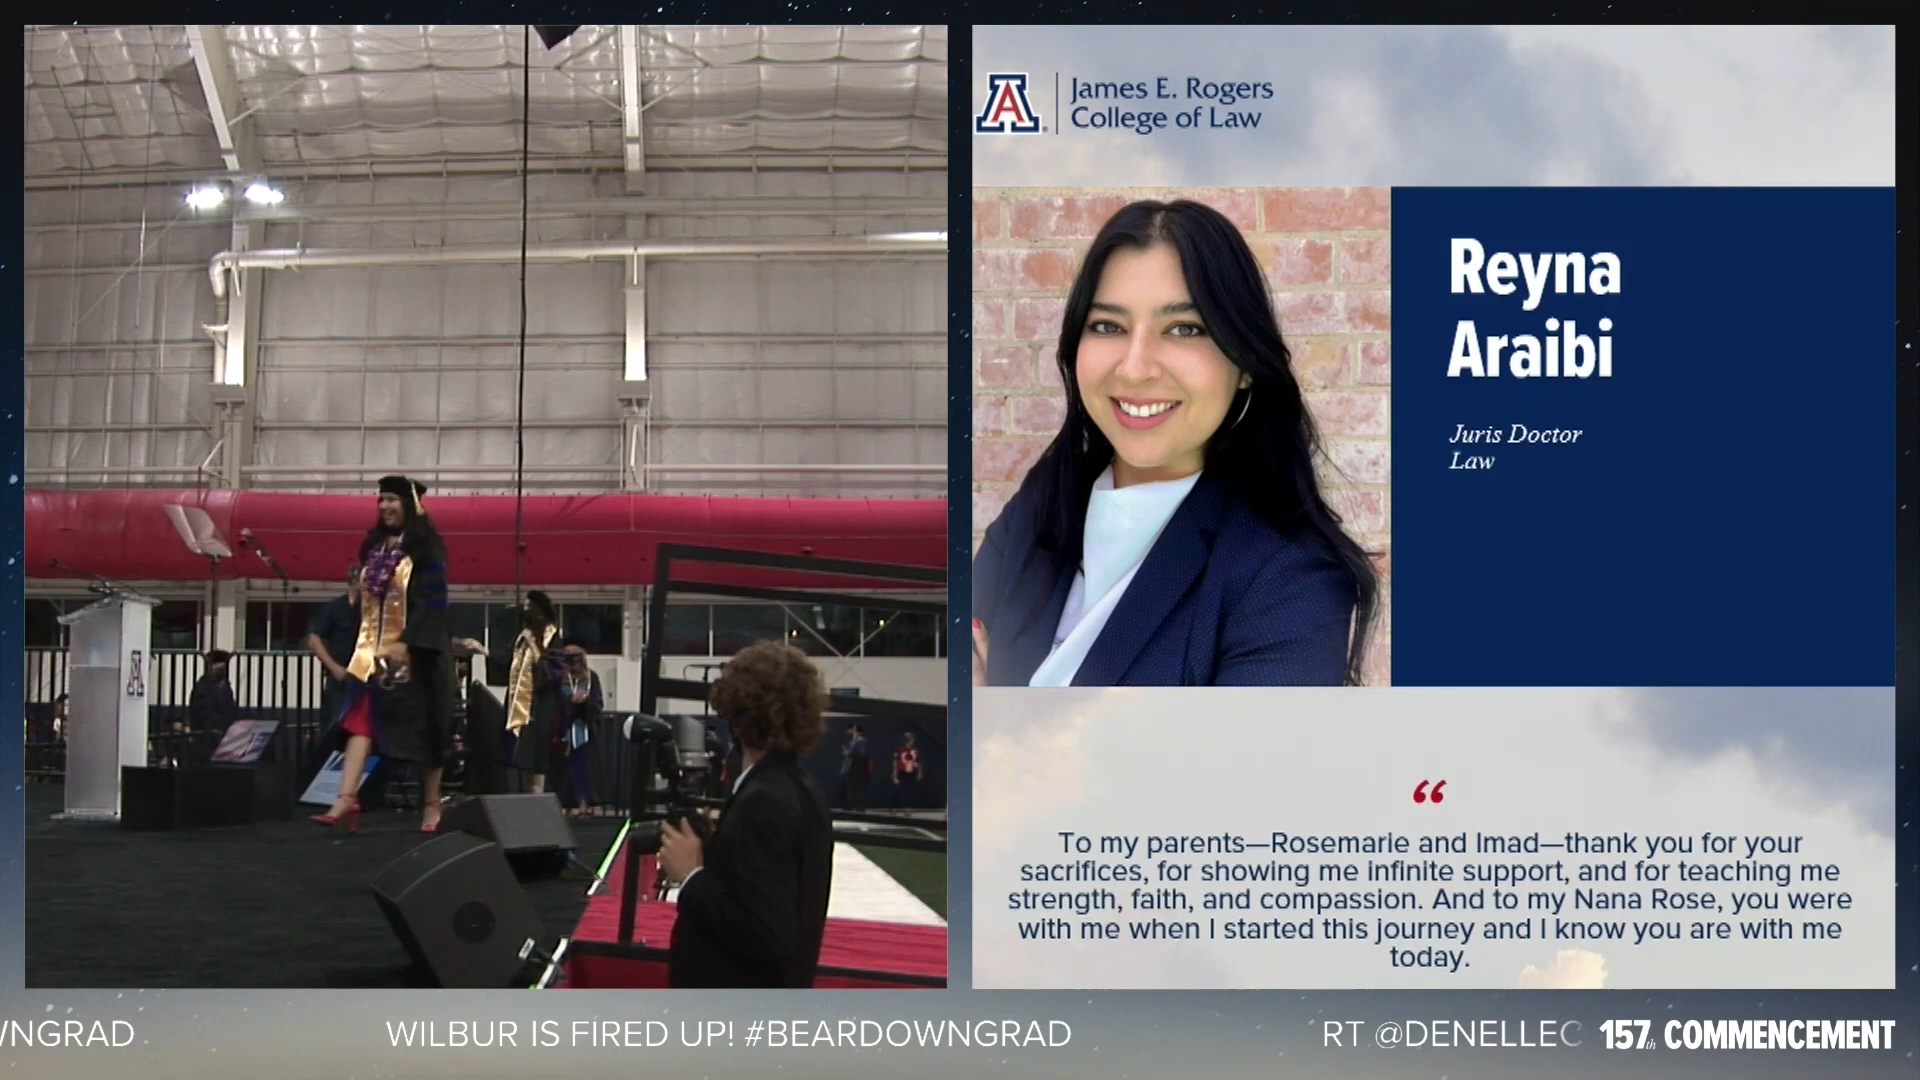 A
James E. Rogers
College of Law
Reyna
Araibi
Juris Doctor
Law
“
To my parents—Rosemarie and Imad—thank you for your
sacrifices, for showing me infinite support, and for teaching me
strength, faith, and compassion. And to my Nana Rose, you were
with me when I started this journey and I know you are with me
today.
A
WNGRAD WILBUR IS FIRED UP! #BEARDOWNGRAD RT @DENELLEC 157th COMMENCEMENT